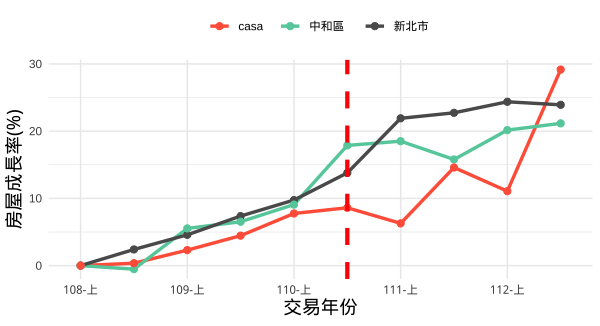 casa 中和區 新北市
30
20
10
0
房屋成長率(%)
108-上 109-上 110-上 111-上 112-上
交易年份